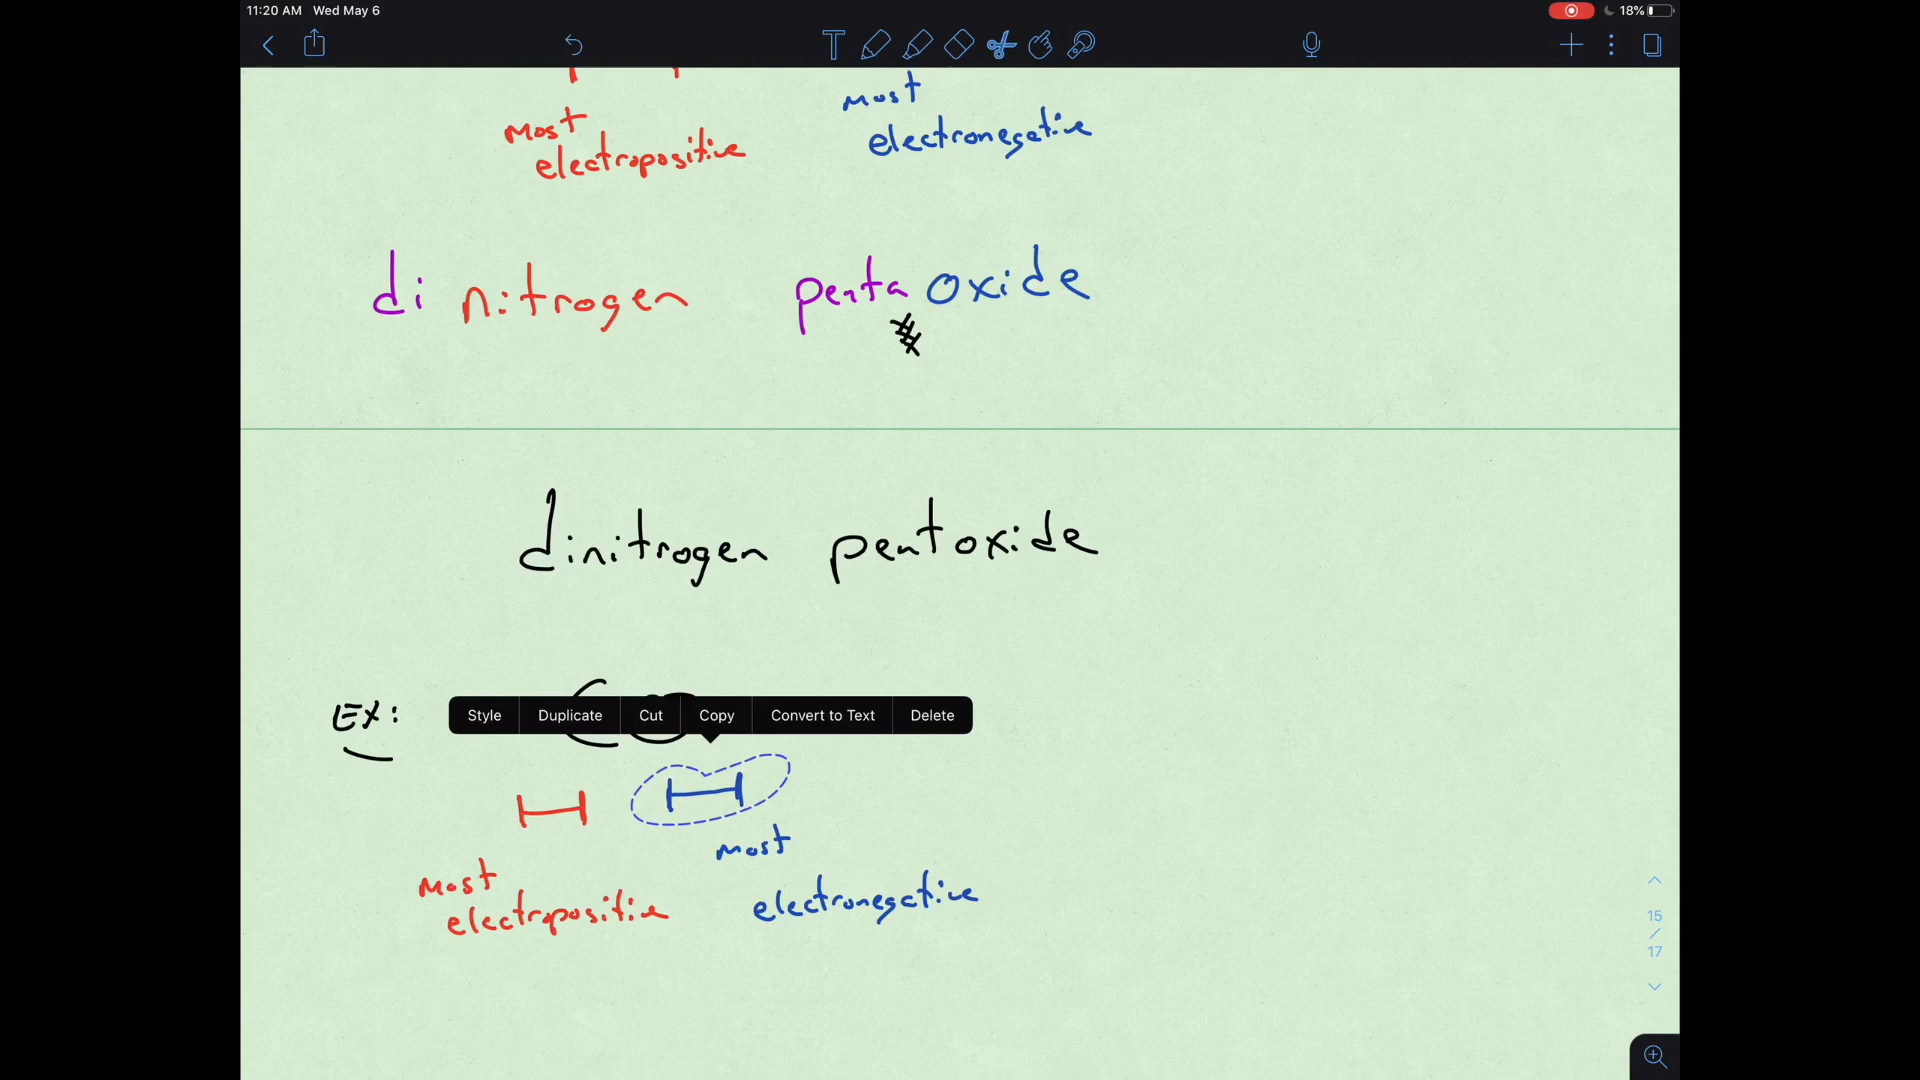 11:20 AM Wed May 6
18%
T
most
electropositive
most
electronegative
di nitrogen penta oxide
dinitrogen pentoxide
EX:
Style Duplicate Cut Copy Convert to Text Delete
most
electropositive
most
electronegative
15
/
17